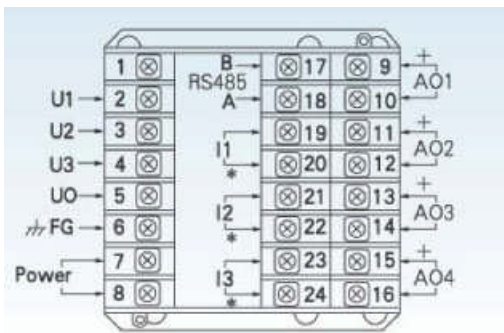 1 B 17 9 +
RS485 AO1
U1 2 A 18 10
U2 3 19 11 +
I1 AO2
U3 4 * 20 12
UO 5 21 13 +
I2 AO3
FG 6 * 22 14
7 23 15 +
Power I3 AO4
8 * 24 16